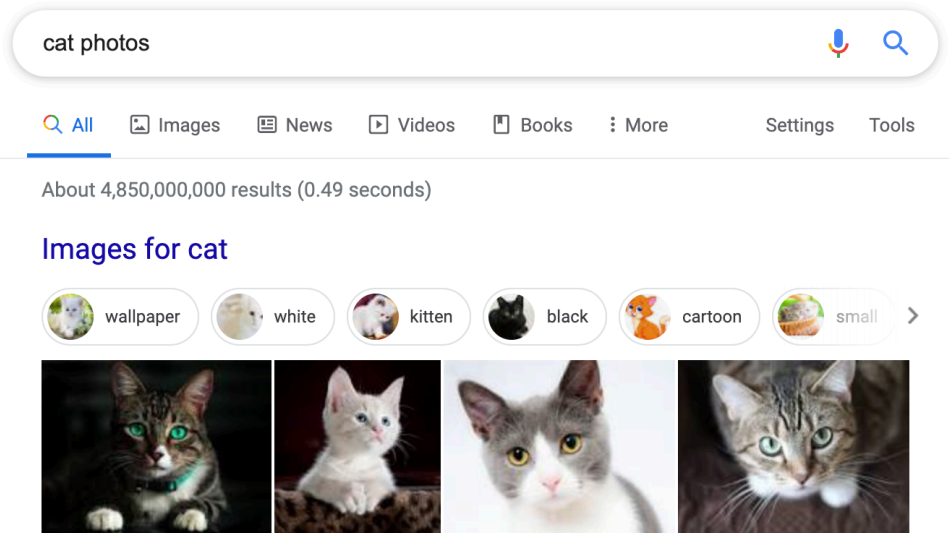 cat photos
All Images News Videos Books More Settings Tools
About 4,850,000,000 results (0.49 seconds)
Images for cat
wallpaper white kitten black cartoon small